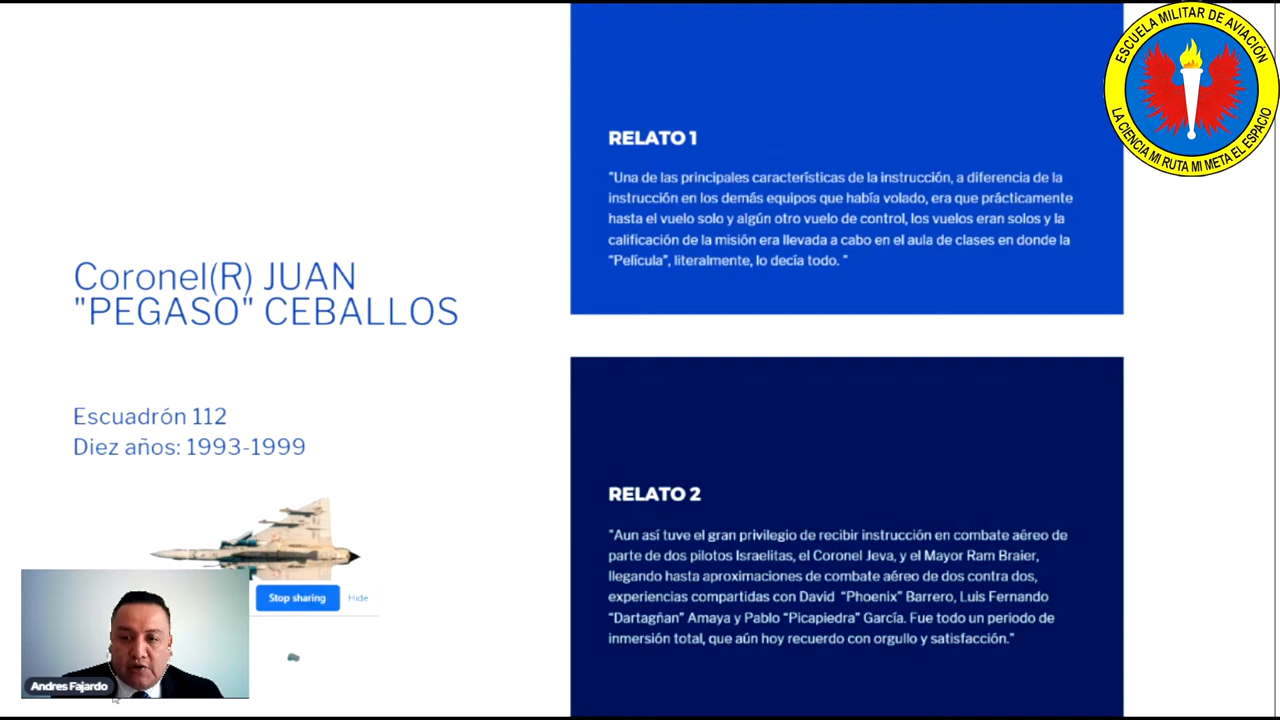 ESCUELA MILITAR DE AVIACIÓN
LA CIENCIA MI RUTA MI META EL ESPACIO
Coronel(R) JUAN
"PEGASO" CEBALLOS
Escuadrón 112
Diez años: 1993-1999
RELATO 1
"Una de las principales características de la instrucción, a diferencia de la
instrucción en los demás equipos que había volado, era que prácticamente
hasta el vuelo solo y algún otro vuelo de control, los vuelos eran solos y la
calificación de la misión era llevada a cabo en el aula de clases en donde la
"Película", literalmente, lo decía todo. "
RELATO 2
"Aun así tuve el gran privilegio de recibir instrucción en combate aéreo de
parte de dos pilotos Israelitas, el Coronel Jeva, y el Mayor Ram Braier,
llegando hasta aproximaciones de combate aéreo de dos contra dos,
experiencias compartidas con David "Phoenix" Barrero, Luis Fernando
"Dartagñan" Amaya y Pablo "Picapiedra" García. Fue todo un periodo de
inmersión total, que aún hoy recuerdo con orgullo y satisfacción."
Stop sharing
Hide
Andres Fajardo